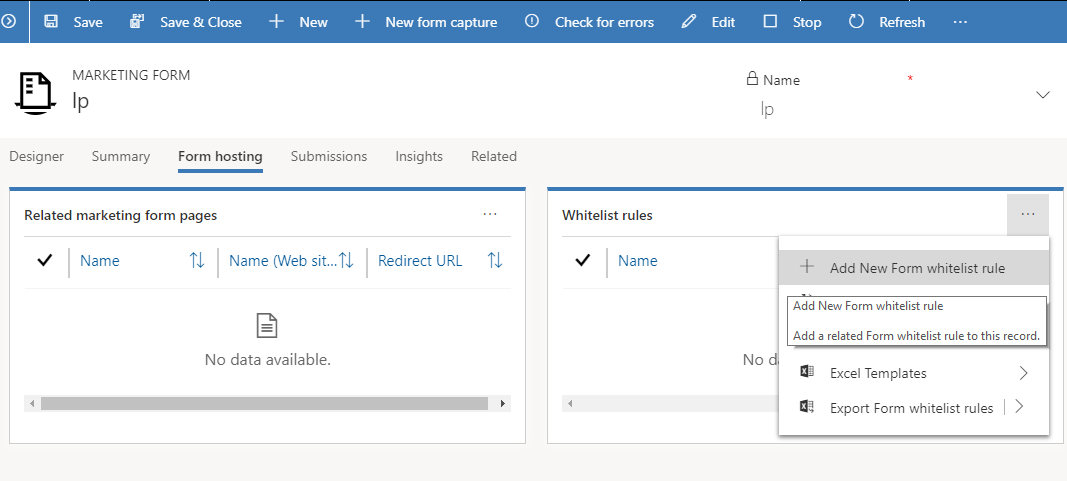 Save Save & Close New New form capture Check for errors Edit Stop Refresh ...
MARKETING FORM
lp
Name *
lp
Designer Summary Form hosting Submissions Insights Related
Related marketing form pages ...
Name Name (Web sit... Redirect URL
No data available.
Whitelist rules ...
Name
No da
Add New Form whitelist rule
Add New Form whitelist rule
Add a related Form whitelist rule to this record.
Excel Templates
Export Form whitelist rules